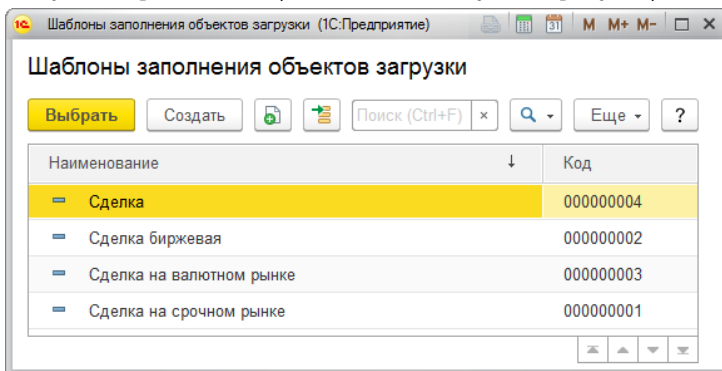 1С Шаблоны заполнения объектов загрузки (1С:Предприятие) 31 M M+ M-
Шаблоны заполнения объектов загрузки
Выбрать Создать Поиск (Ctrl+F) × Еще ?
Наименование ↓ Код
Сделка 000000004
Сделка биржевая 000000002
Сделка на валютном рынке 000000003
Сделка на срочном рынке 000000001